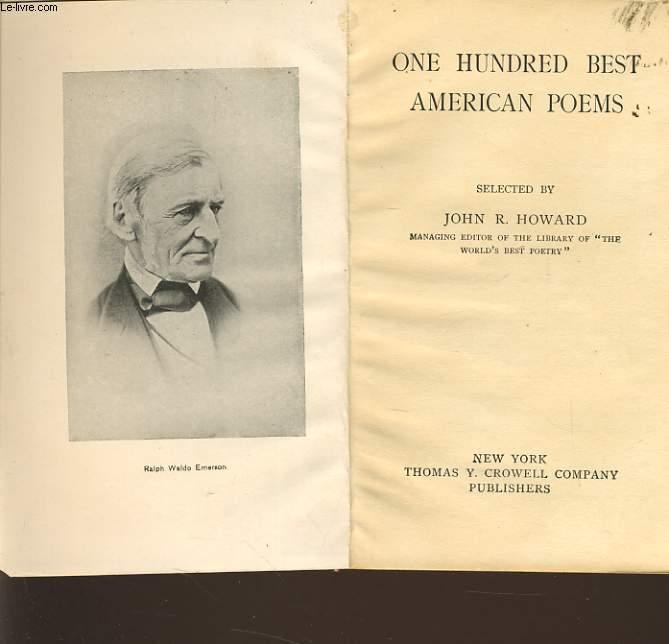 Le-livre.com
Ralph Waldo Emerson
ONE HUNDRED BEST
AMERICAN POEMS
SELECTED BY
JOHN R. HOWARD
MANAGING EDITOR OF THE LIBRARY OF "THE
WORLD'S BEST POETRY"
NEW YORK
THOMAS Y. CROWELL COMPANY
PUBLISHERS